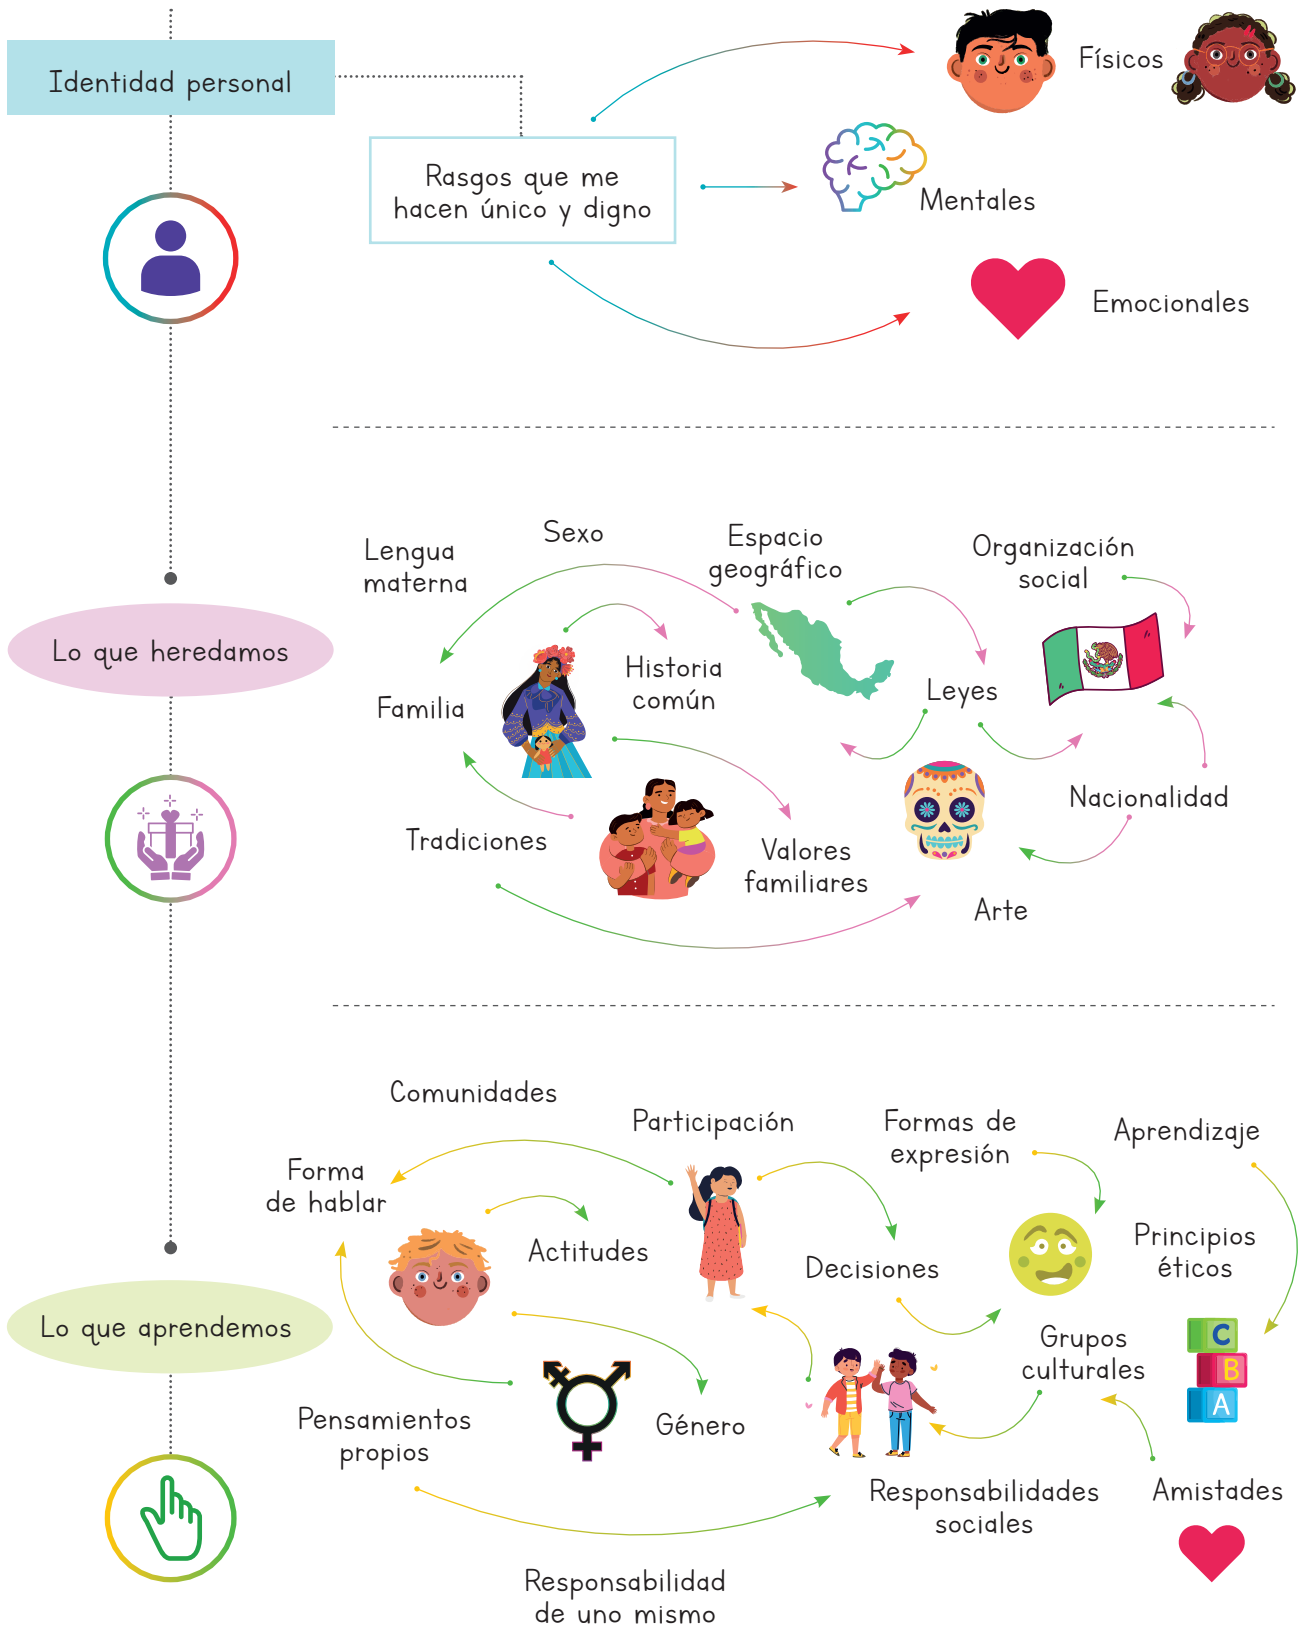 Identidad personal
Rasgos que me
hacen único y digno
Físicos
Mentales
Emocionales
Lo que heredamos
Lengua
materna
Sexo
Espacio
geográfico
Organización
social
Familia
Historia
común
Leyes
Nacionalidad
Tradiciones
Valores
familiares
Arte
Lo que aprendemos
Comunidades
Participación
Formas de
expresión
Aprendizaje
Forma
de hablar
Actitudes
Decisiones
Principios
éticos
Grupos
culturales
C
B
A
Pensamientos
propios
Género
Responsabilidades
sociales
Amistades
Responsabilidad
de uno mismo